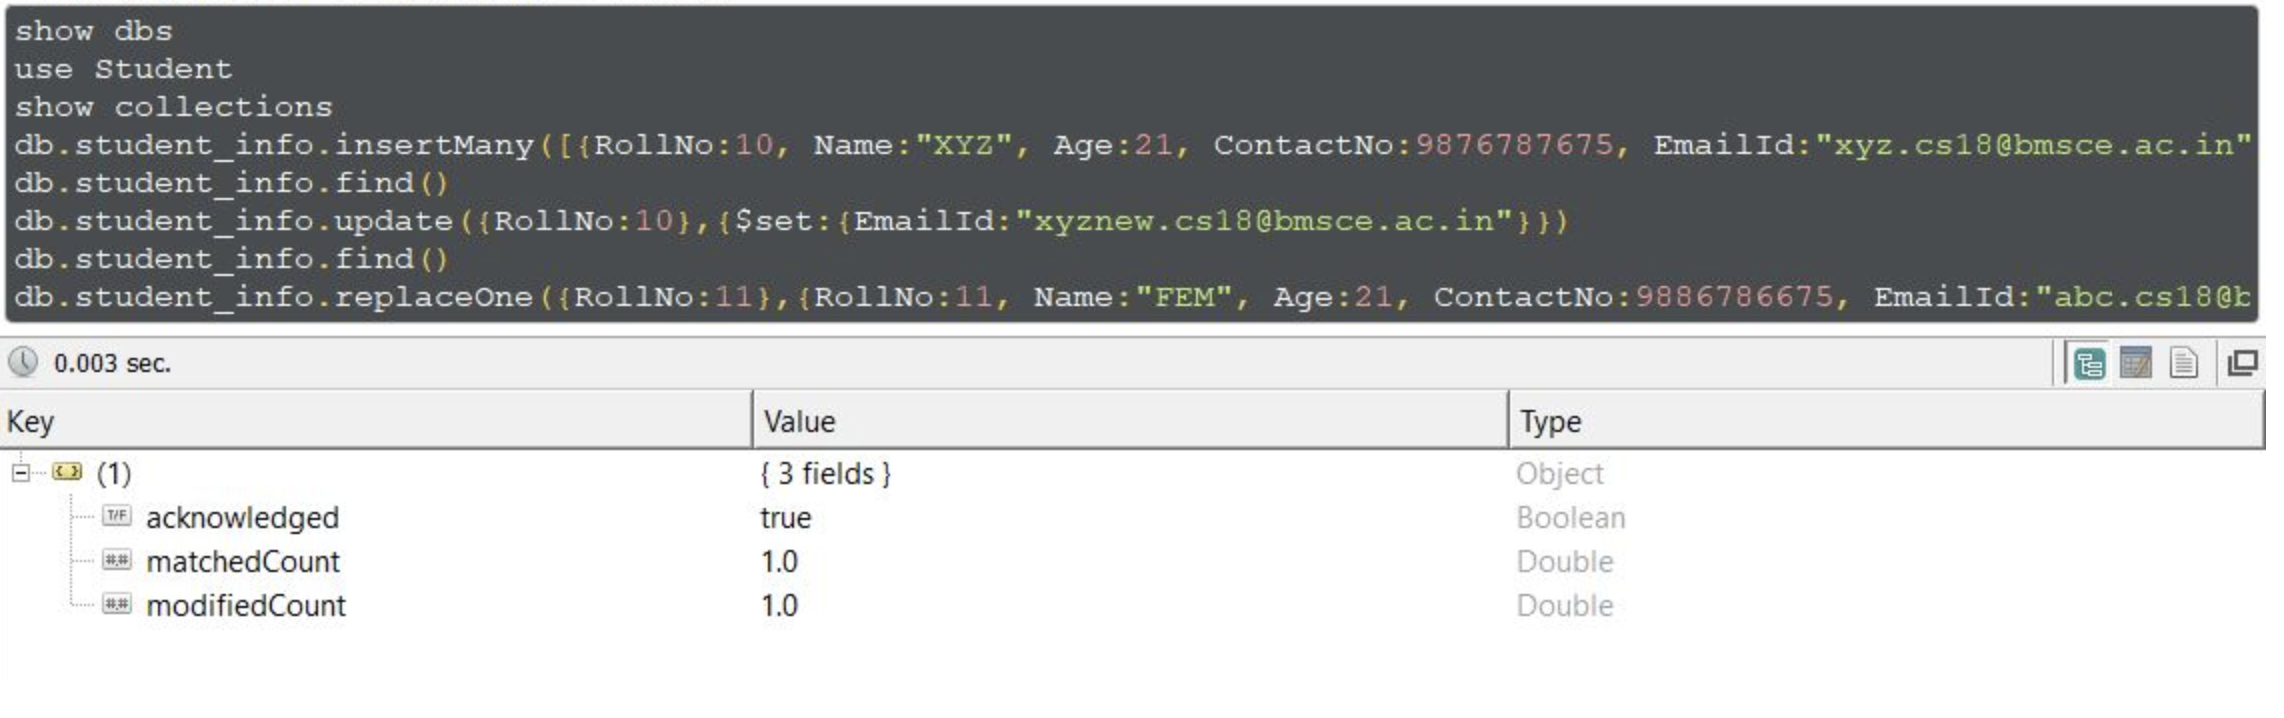 show dbs
use Student
show collections
db.student_info.insertMany([{RollNo:10, Name:"XYZ", Age:21, ContactNo:9876787675, EmailId:"xyz.cs18@bmsce.ac.in"
db.student_info.find()
db.student_info.update({RollNo:10},{$set:{EmailId:"xyznew.cs18@bmsce.ac.in"}})
db.student_info.find()
db.student_info.replaceOne({RollNo:11},{RollNo:11, Name:"FEM", Age:21, ContactNo:9886786675, EmailId:"abc.cs18@b
0.003 sec.
Key Value Type
(1) { 3 fields } Object
T/F acknowledged true Boolean
#.# matchedCount 1.0 Double
#.# modifiedCount 1.0 Double